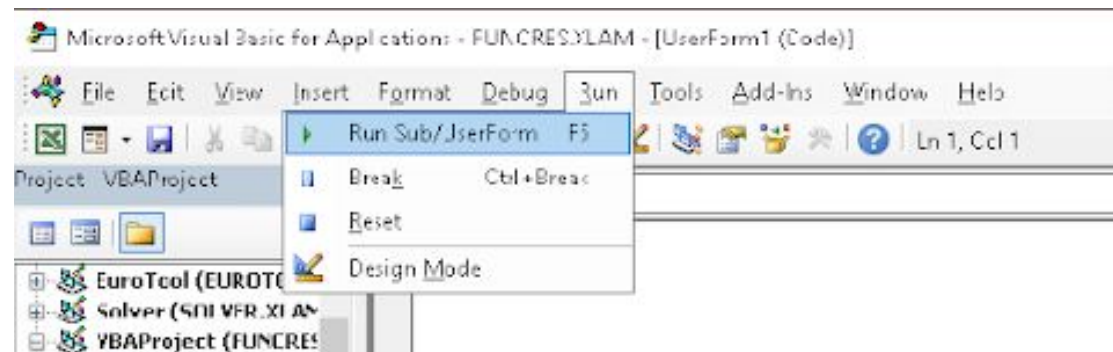 Microsoft Visual Basic for Applications - FUNCRES.XLAM - [UserForm1 (Code)]
File Edit View Insert Format Debug Run Tools Add-Ins Window Help
Ln 1, Col 1
Run Sub/UserForm F5
Break Ctrl+Break
Reset
Design Mode
Project VBAProject
EuroTool (EUROTO
Solver (SOLVER.XLAM
VBAProject (FUNCRES